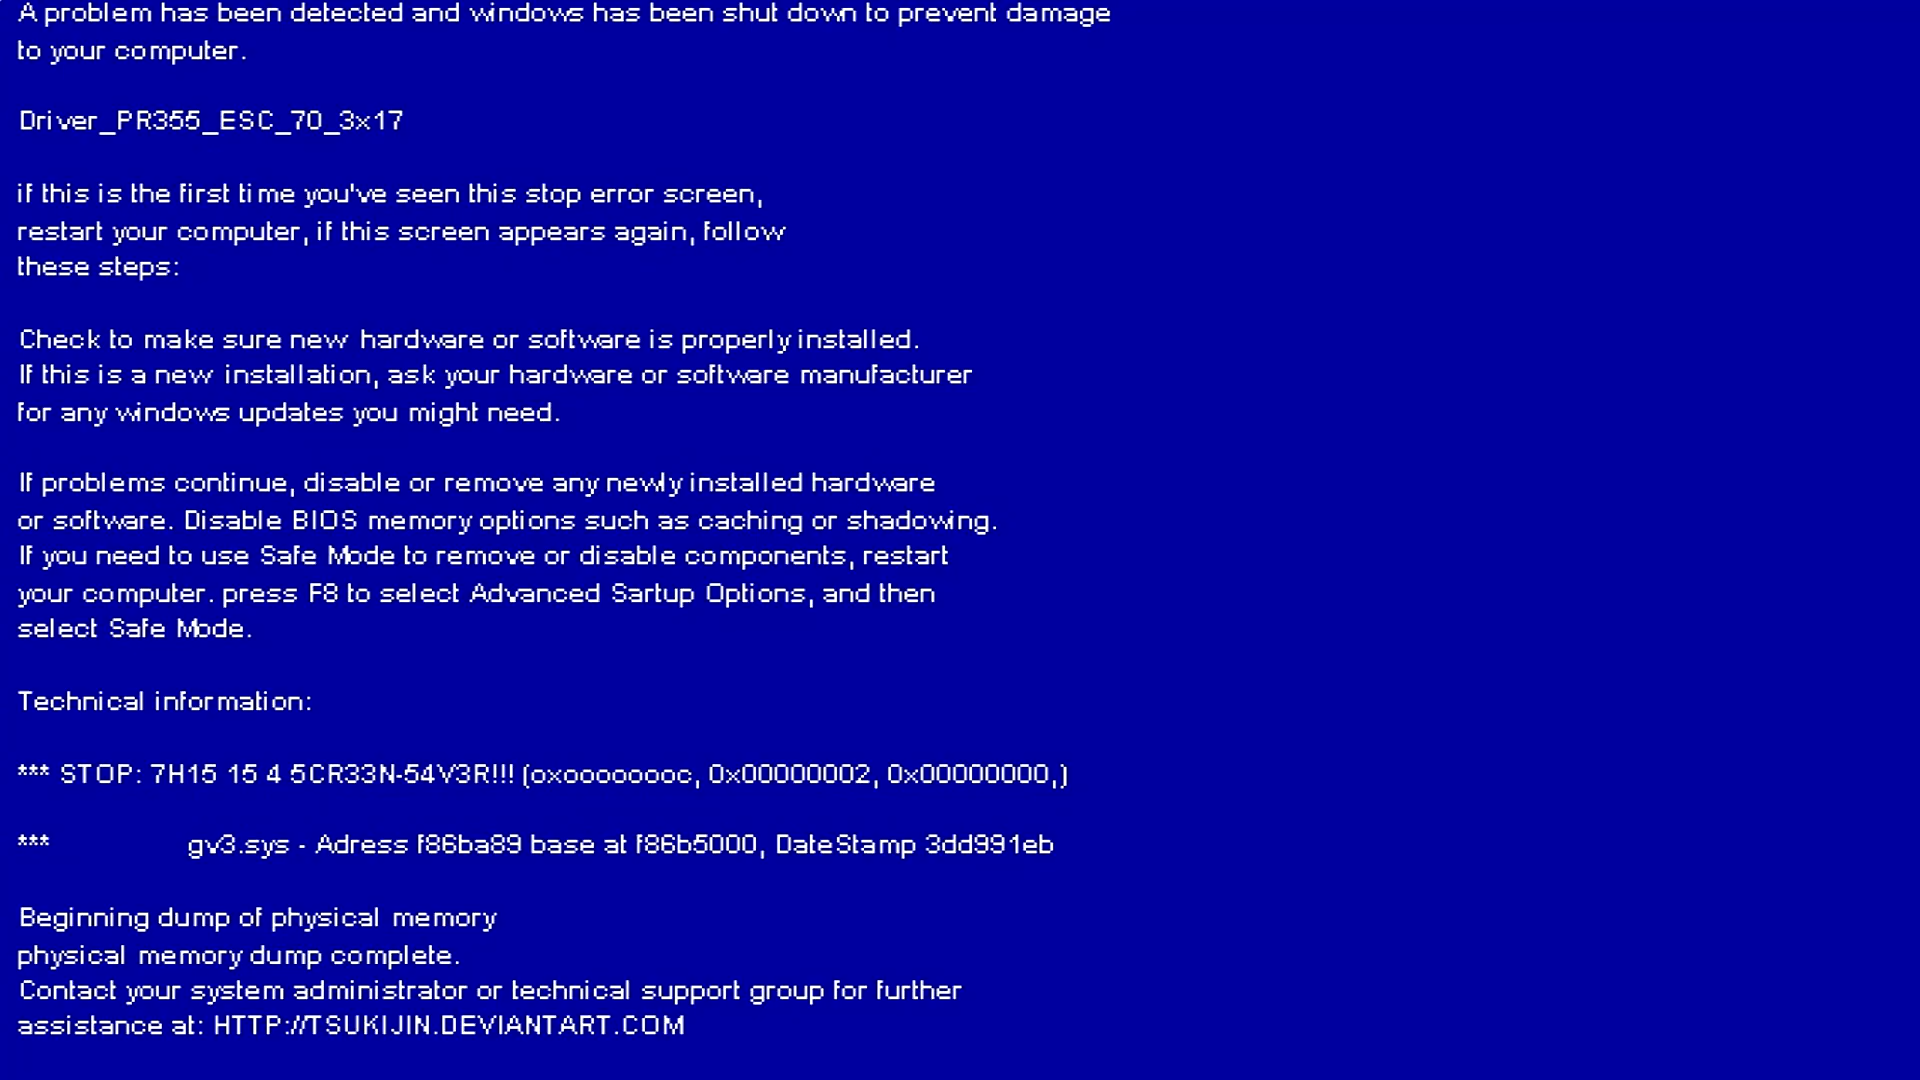 A problem has been detected and windows has been shut down to prevent damage
to your computer.
Driver_PR355_ESC_70_3x17
if this is the first time you've seen this stop error screen,
restart your computer, if this screen appears again, follow
these steps:
Check to make sure new hardware or software is properly installed.
If this is a new installation, ask your hardware or software manufacturer
for any windows updates you might need.
If problems continue, disable or remove any newly installed hardware
or software. Disable BIOS memory options such as caching or shadowing.
If you need to use Safe Mode to remove or disable components, restart
your computer. press F8 to select Advanced Sartup Options, and then
select Safe Mode.
Technical information:
*** STOP: 7H15 15 4 5CR33N-54V3R!!! (oxoooooooc, 0x00000002, 0x00000000,)
*** gv3.sys - Adress f86ba89 base at f86b5000, DateStamp 3dd991eb
Beginning dump of physical memory
physical memory dump complete.
Contact your system administrator or technical support group for further
assistance at: HTTP://TSUKIJIN.DEVIANTART.COM